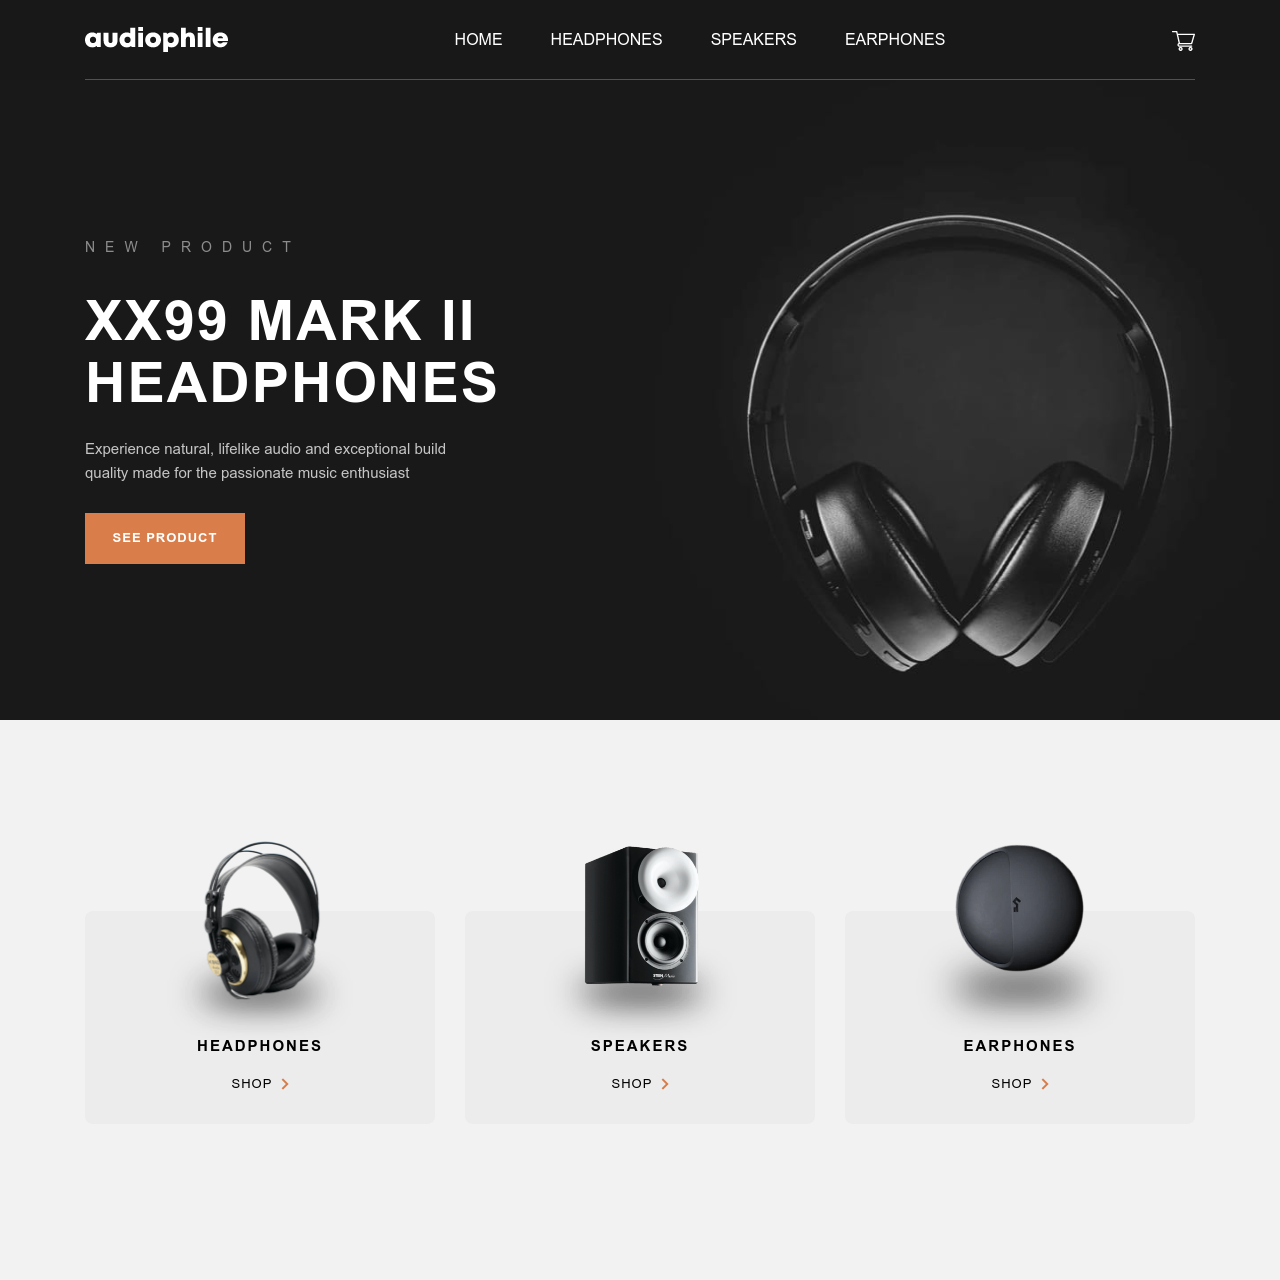 audiophile
HOME HEADPHONES SPEAKERS EARPHONES
NEW PRODUCT
XX99 MARK II
HEADPHONES
Experience natural, lifelike audio and exceptional build
quality made for the passionate music enthusiast
SEE PRODUCT
HEADPHONES
SHOP
SPEAKERS
SHOP
EARPHONES
SHOP